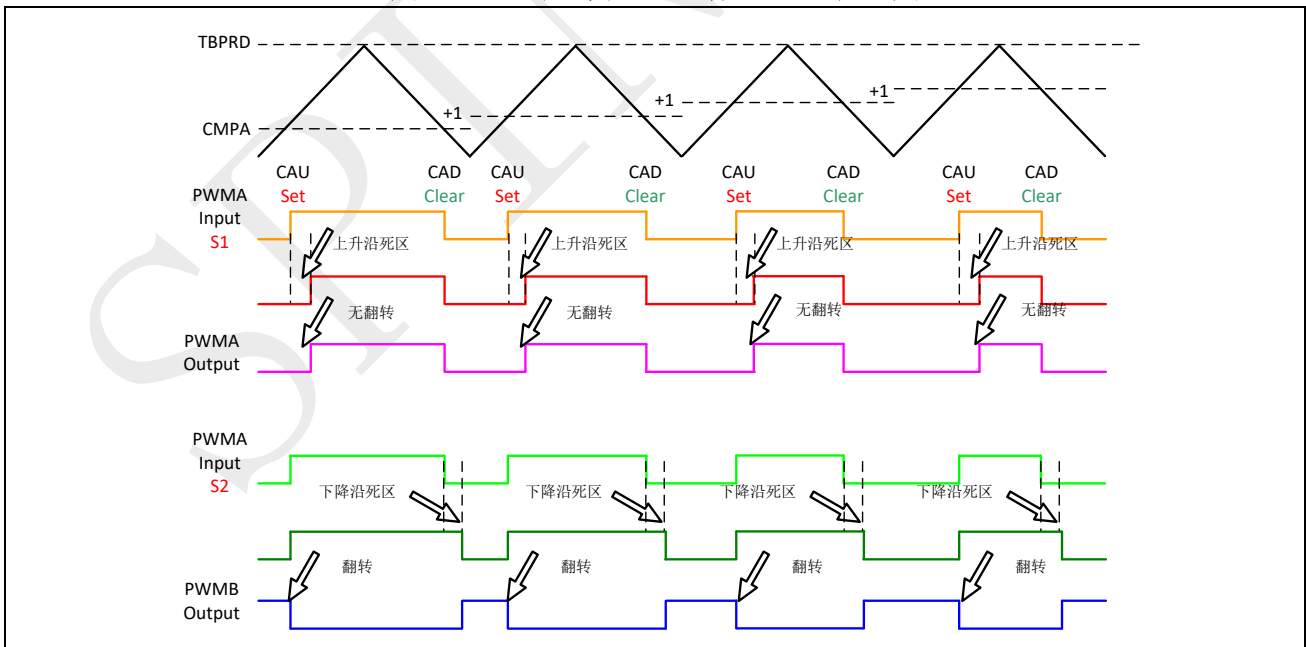 TBPRD
+1
+1
+1
CMPA
CAU CAD CAU CAD CAU CAD CAU CAD
PWMA Set Clear Set Clear Set Clear Set Clear
Input
S1
上升沿死区 上升沿死区 上升沿死区 上升沿死区
无翻转 无翻转 无翻转 无翻转
PWMA
Output
PWMA
Input
S2
下降沿死区 下降沿死区 下降沿死区 下降沿死区
翻转 翻转 翻转 翻转
PWMB
Output